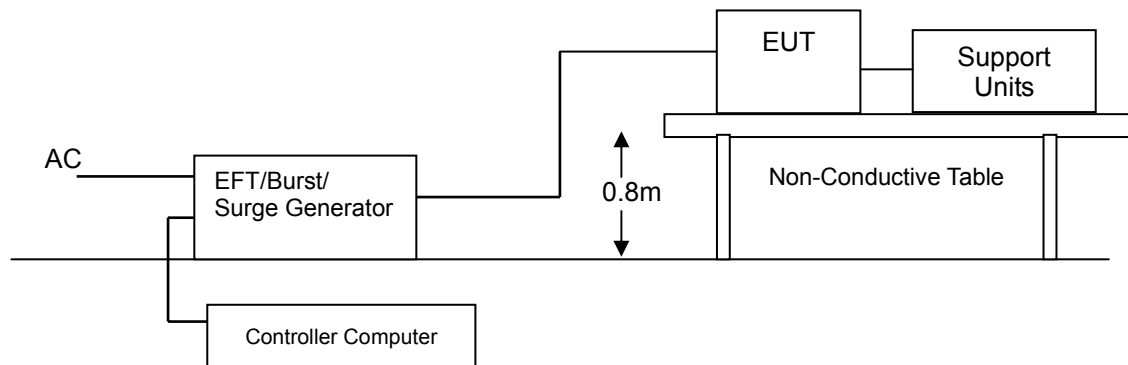 EUT
Support
Units
AC
EFT/Burst/
Surge Generator
0.8m
Non-Conductive Table
Controller Computer